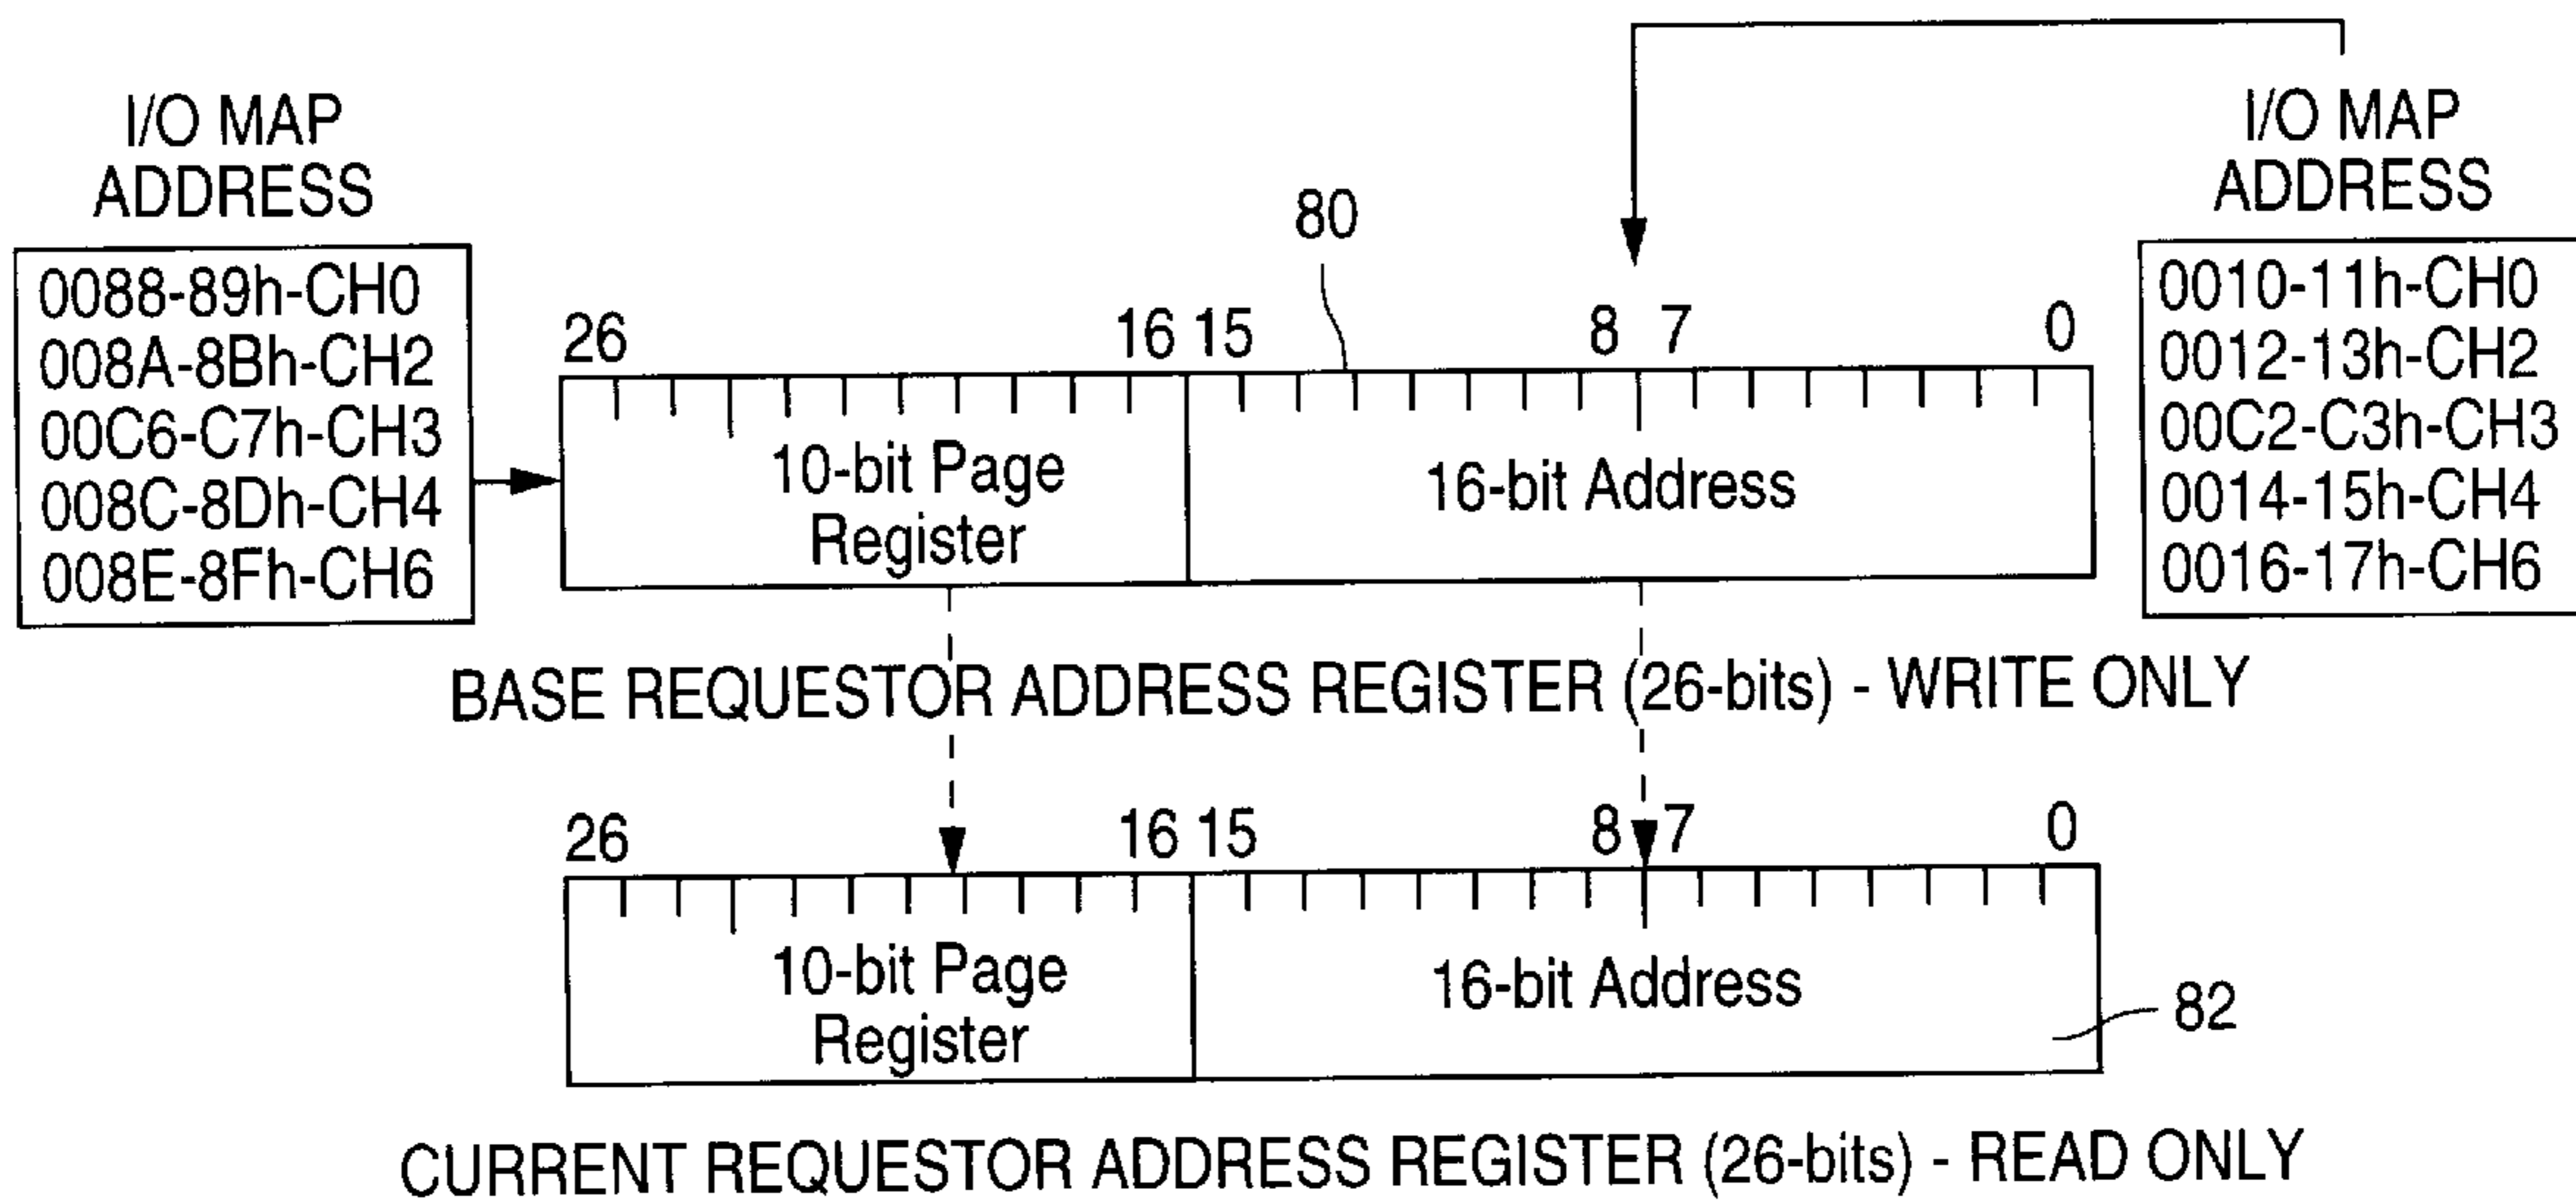 I/O MAP
ADDRESS
0088-89h-CH0
008A-8Bh-CH2
00C6-C7h-CH3
008C-8Dh-CH4
008E-8Fh-CH6
I/O MAP
ADDRESS
0010-11h-CH0
0012-13h-CH2
00C2-C3h-CH3
0014-15h-CH4
0016-17h-CH6
80
26 16 15 8 7 0
10-bit Page
Register
16-bit Address
BASE REQUESTOR ADDRESS REGISTER (26-bits) - WRITE ONLY
26 16 15 8 7 0
10-bit Page
Register
16-bit Address
82
CURRENT REQUESTOR ADDRESS REGISTER (26-bits) - READ ONLY